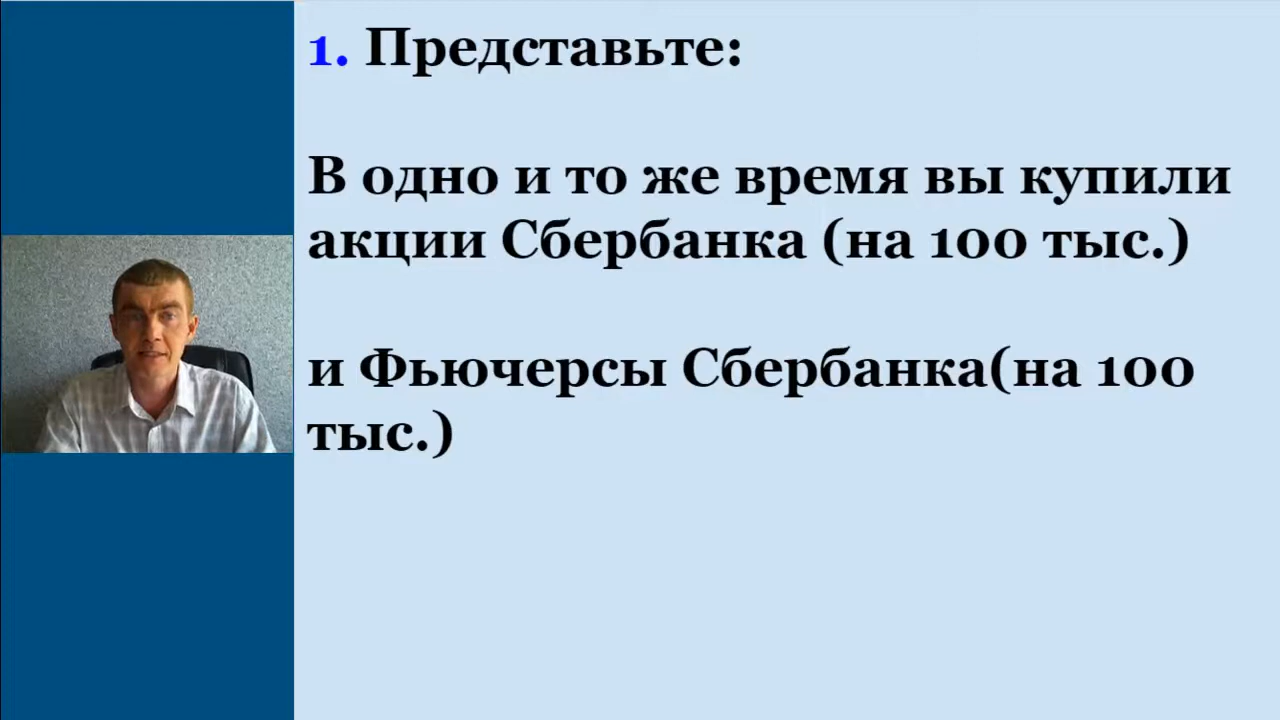 1. Представьте:
В одно и то же время вы купили
акции Сбербанка (на 100 тыс.)
и Фьючерсы Сбербанка(на 100
тыс.)